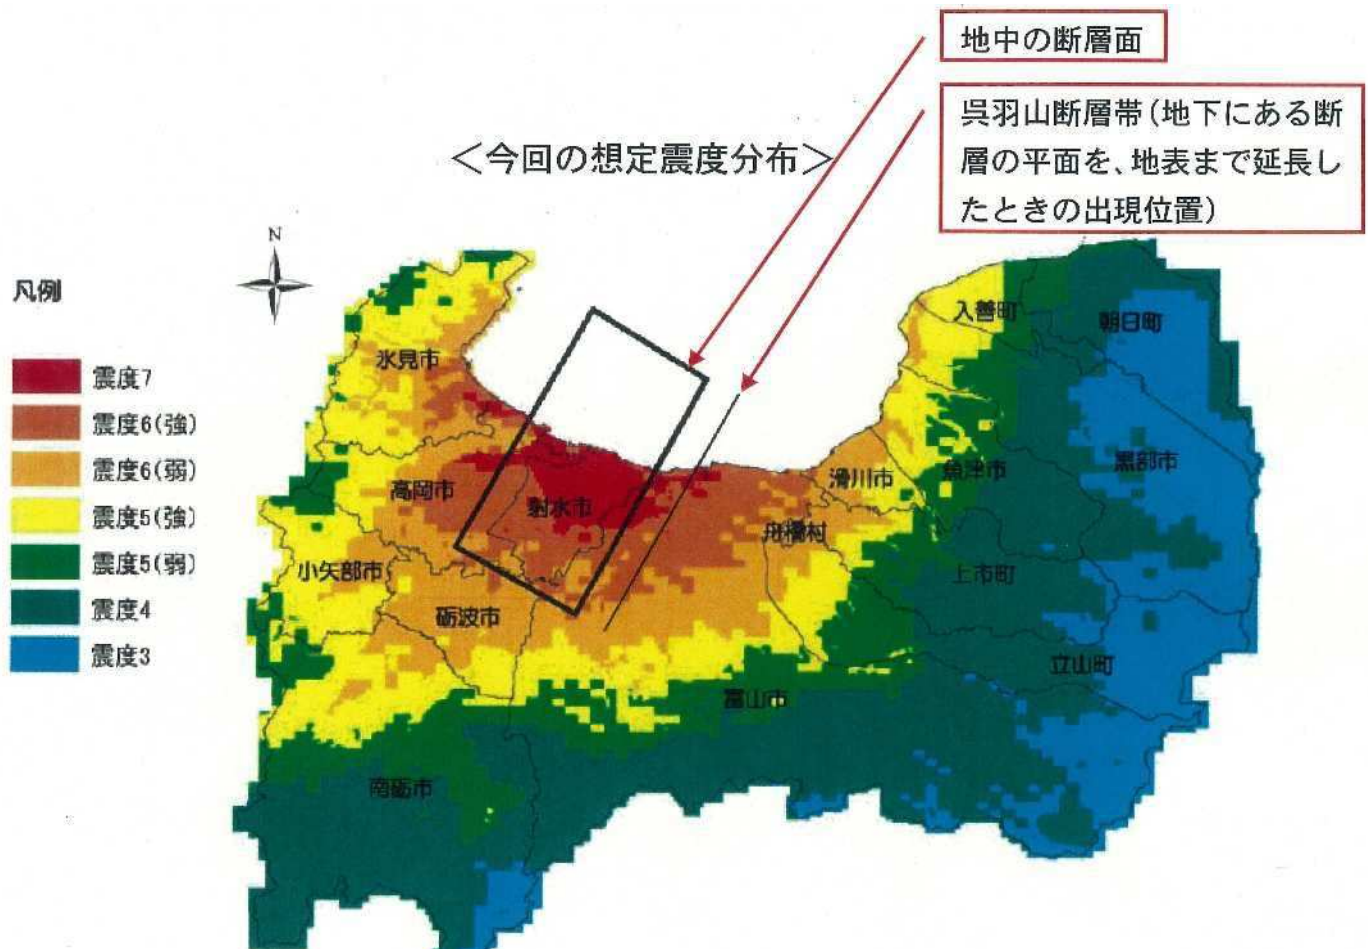 地中の断層面
呉羽山断層帯(地下にある断
層の平面を、地表まで延長し
たときの出現位置)
<今回の想定震度分布>
N
凡例
震度7
震度6(強)
震度6(弱)
震度5(強)
震度5(弱)
震度4
震度3
入善町
朝日町
氷見市
黒部市
魚津市
滑川市
高岡市
射水市
舟橋村
小矢部市
上市町
砺波市
立山町
富山市
南砺市